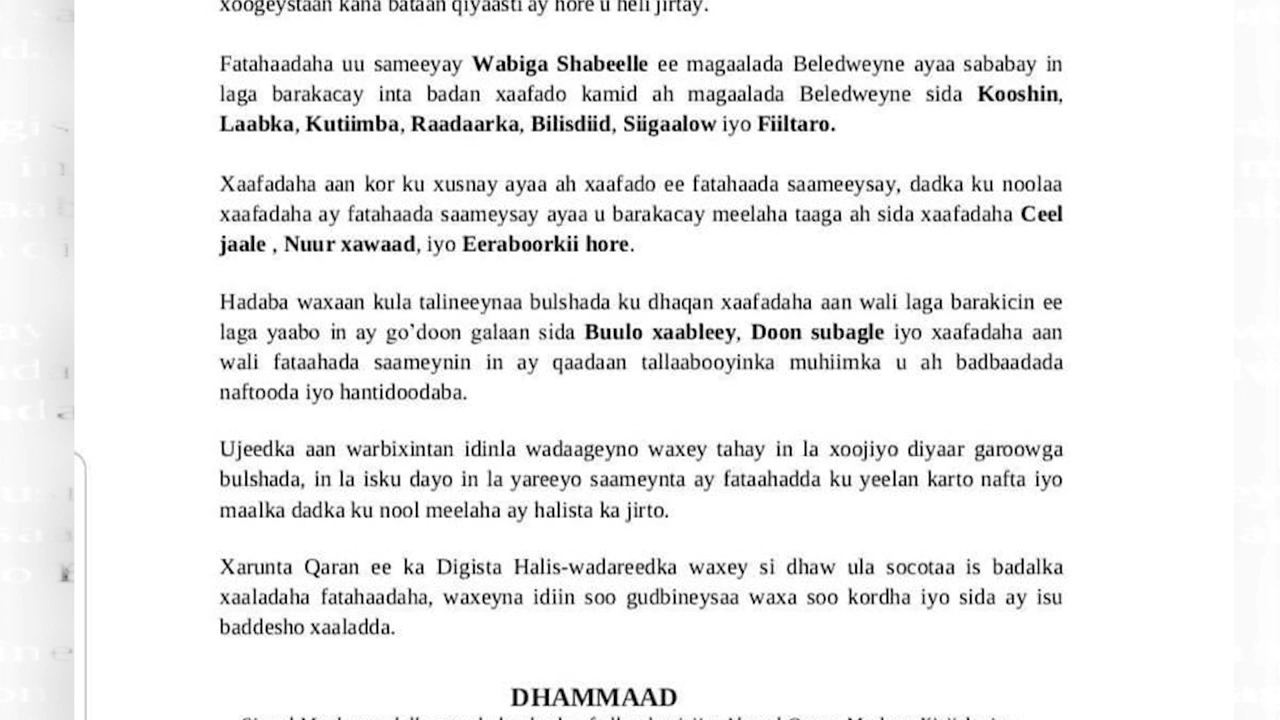 xoogeystaan kana bataan qiyaasti ay hore u heli jirtay.
Fatahaadaha uu sameeyay Wabiga Shabeelle ee magaalada Beledweyne ayaa sababay in
laga barakacay inta badan xaafado kamid ah magaalada Beledweyne sida Kooshin,
Laabka, Kutiimba, Raadaarka, Bilisdiid, Siigaalow iyo Fiiltaro.
Xaafadaha aan kor ku xusnay ayaa ah xaafado ee fatahaada saameeysay, dadka ku noolaa
xaafadaha ay fatahaada saameysay ayaa u barakacay meelaha taaga ah sida xaafadaha Ceel
jaale , Nuur xawaad, iyo Eeraboorkii hore.
Hadaba waxaan kula talineeynaa bulshada ku dhaqan xaafadaha aan wali laga barakicin ee
laga yaabo in ay go’doon galaan sida Buulo xaableey, Doon subagle iyo xaafadaha aan
wali fataahada saameynin in ay qaadaan tallaabooyinka muhiimka u ah badbaadada
naftooda iyo hantidoodaba.
Ujeedka aan warbixintan idinla wadaageyno waxey tahay in la xoojiyo diyaar garoowga
bulshada, in la isku dayo in la yareeyo saameynta ay fataahadda ku yeelan karto nafta iyo
maalka dadka ku nool meelaha ay halista ka jirto.
Xarunta Qaran ee ka Digista Halis-wadareedka waxey si dhaw ula socotaa is badalka
xaaladaha fatahaadaha, waxeyna idiin soo gudbineysaa waxa soo kordha iyo sida ay isu
baddesho xaaladda.
DHAMMAAD